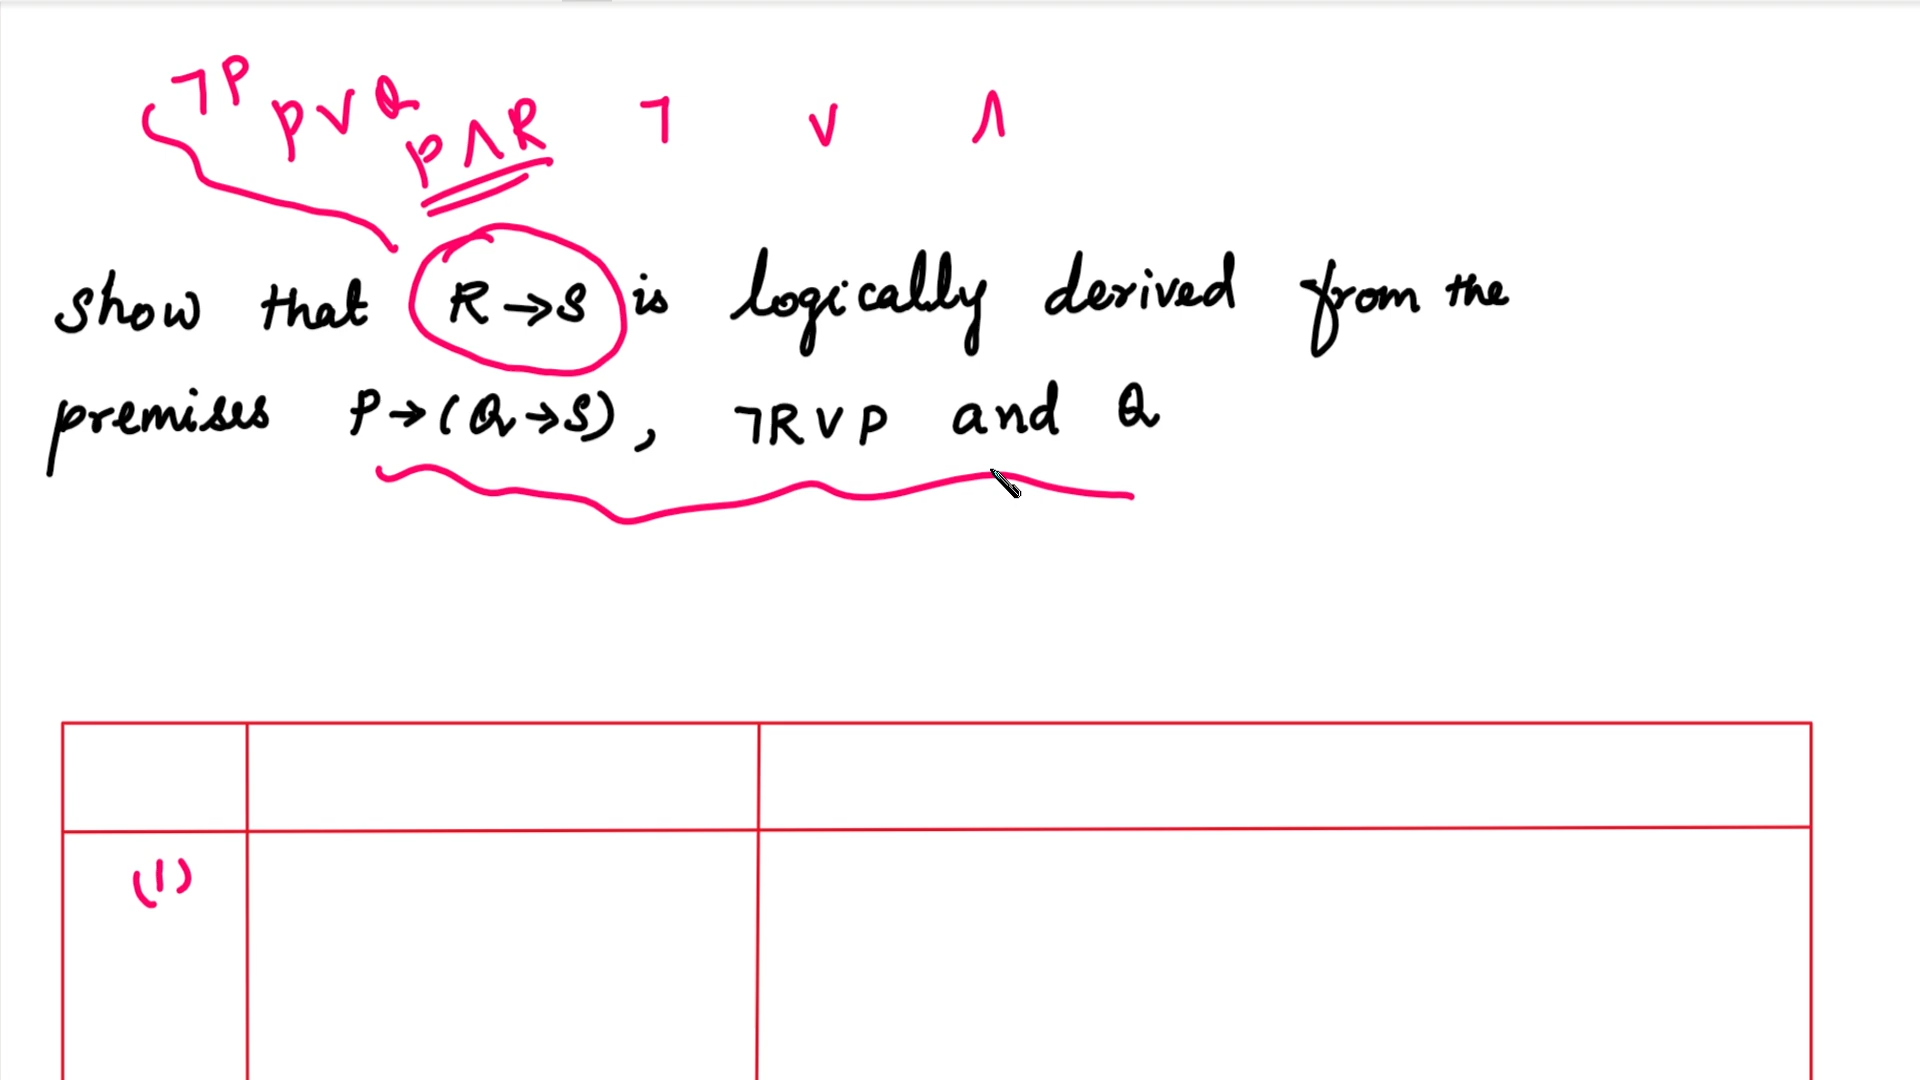 ¬P
P∨Q
P∧R
¬ ∨ ∧
show that R→S is logically derived from the
premises P→(Q→S), ¬R∨P and Q
(1)